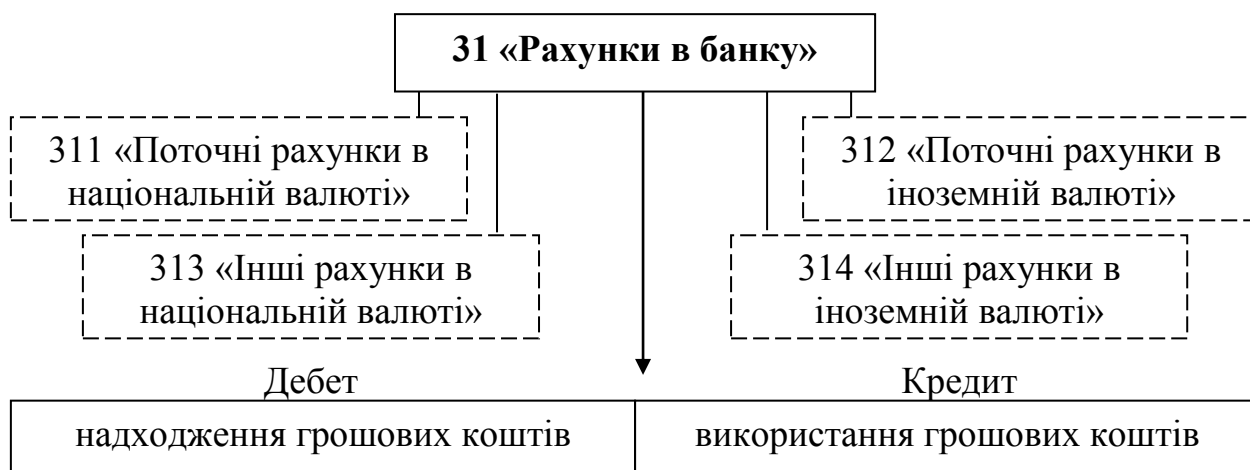 31 «Рахунки в банку»
311 «Поточні рахунки в
національній валюті»
312 «Поточні рахунки в
іноземній валюті»
313 «Інші рахунки в
національній валюті»
314 «Інші рахунки в
іноземній валюті»
Дебет
Кредит
надходження грошових коштів
використання грошових коштів